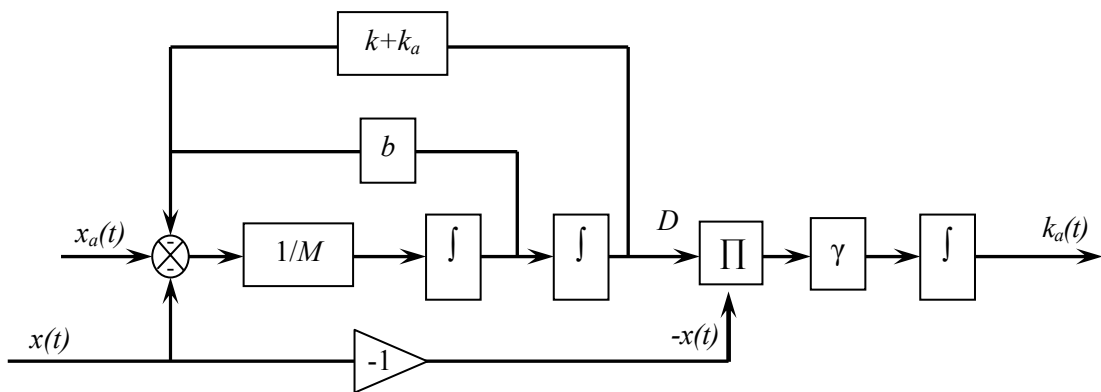 k+kₐ
b
D
xₐ(t)
-
-
1/M
∫
∫
∏
γ
∫
kₐ(t)
x(t)
-1
-x(t)